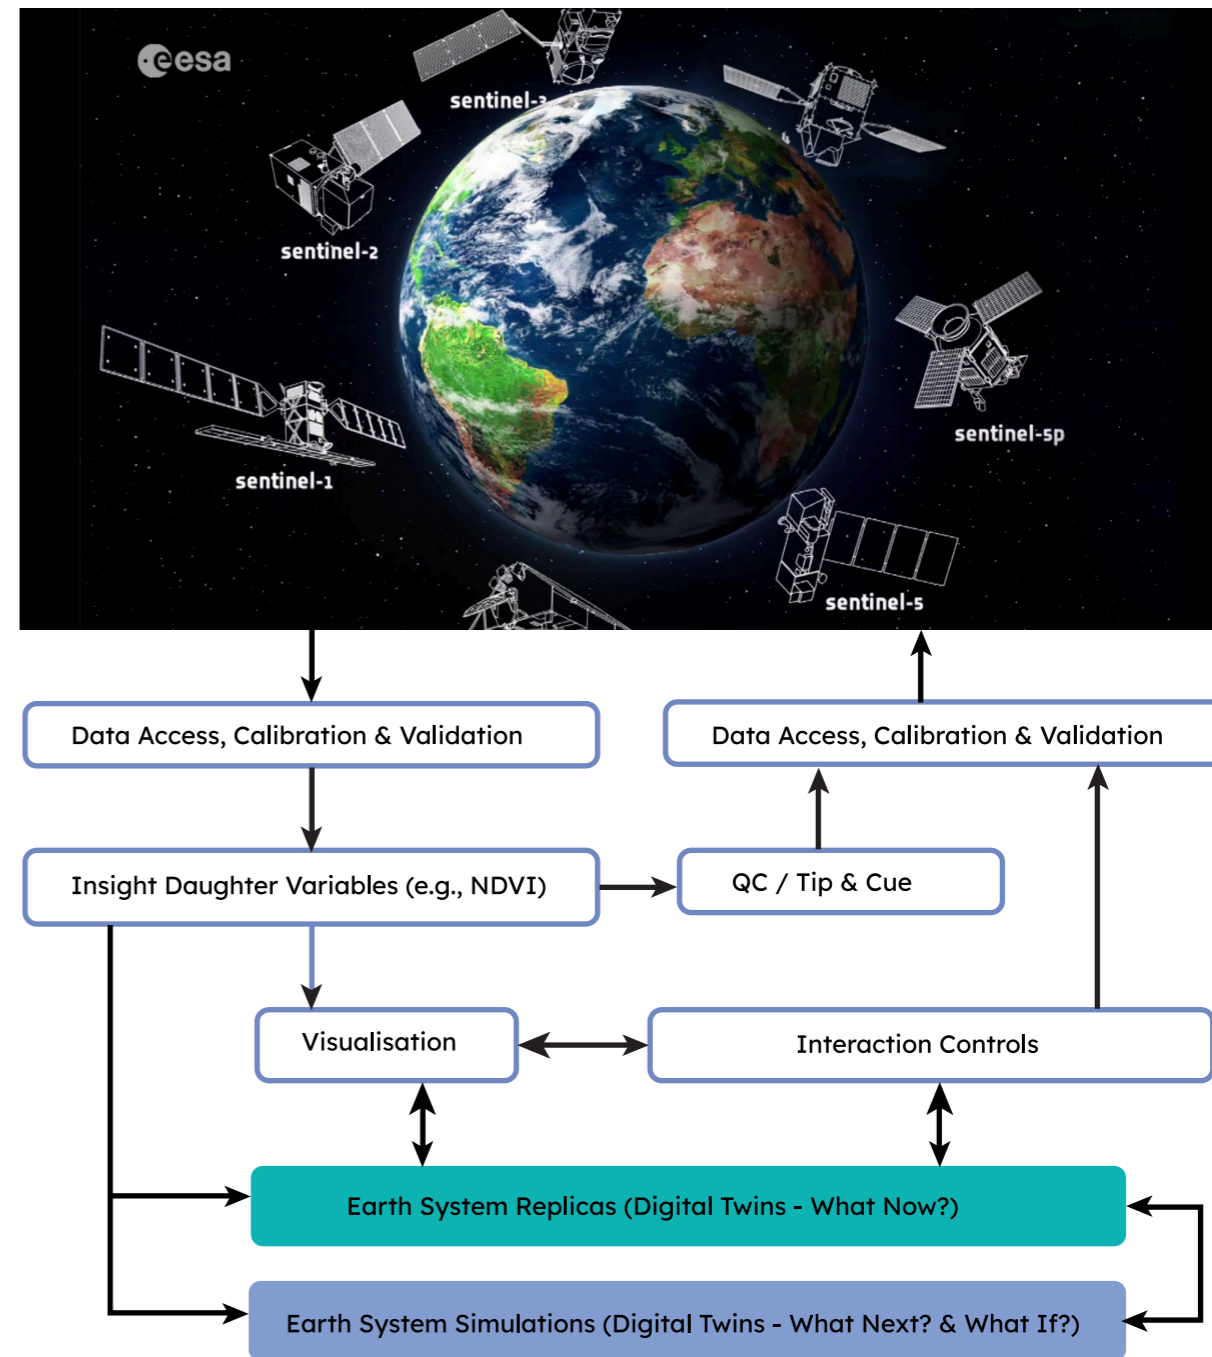 esa
sentinel-3
sentinel-2
sentinel-5p
sentinel-1
sentinel-5
Data Access, Calibration & Validation
Data Access, Calibration & Validation
Insight Daughter Variables (e.g., NDVI)
QC / Tip & Cue
Visualisation
Interaction Controls
Earth System Replicas (Digital Twins - What Now?)
Earth System Simulations (Digital Twins - What Next? & What If?)